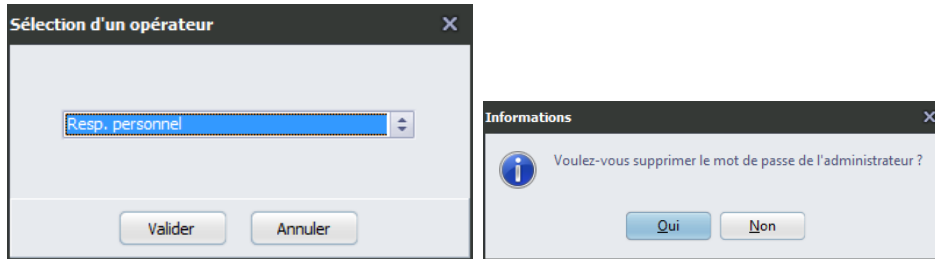 Sélection d'un opérateur
Resp. personnel
Valider
Annuler
Informations
Voulez-vous supprimer le mot de passe de l'administrateur ?
Oui
Non